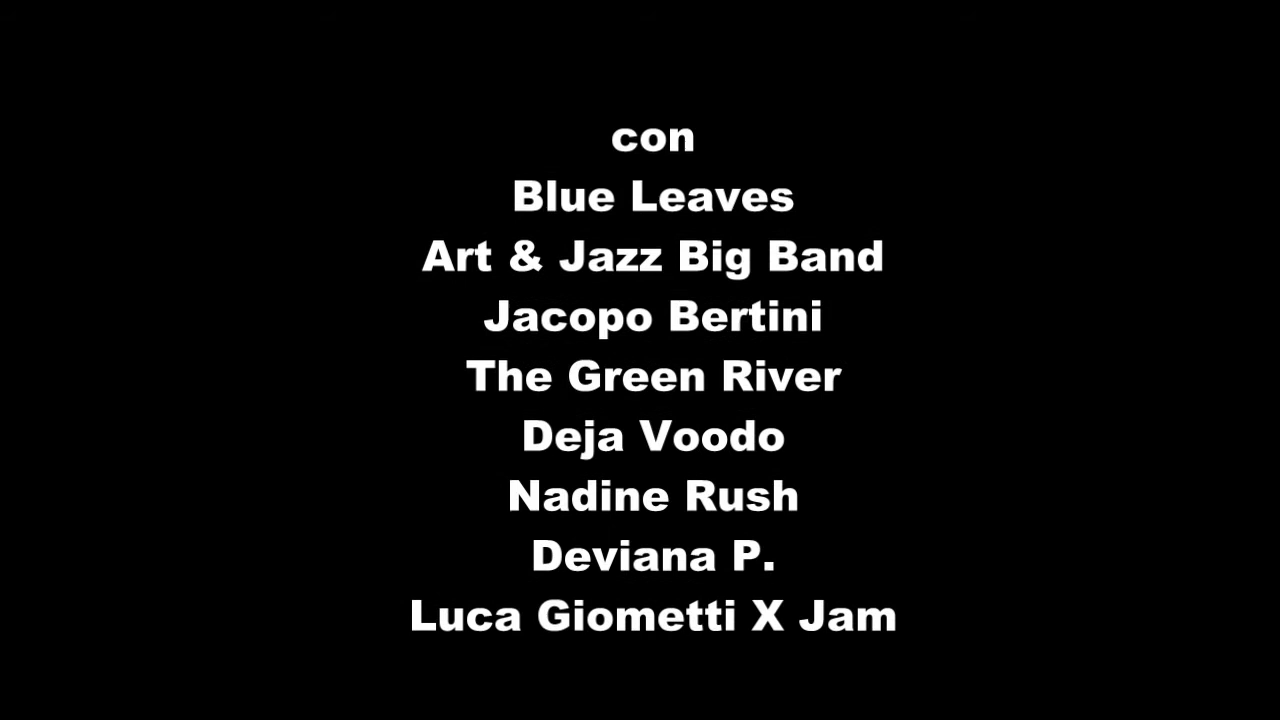 con
Blue Leaves
Art & Jazz Big Band
Jacopo Bertini
The Green River
Deja Voodo
Nadine Rush
Deviana P.
Luca Giometti X Jam